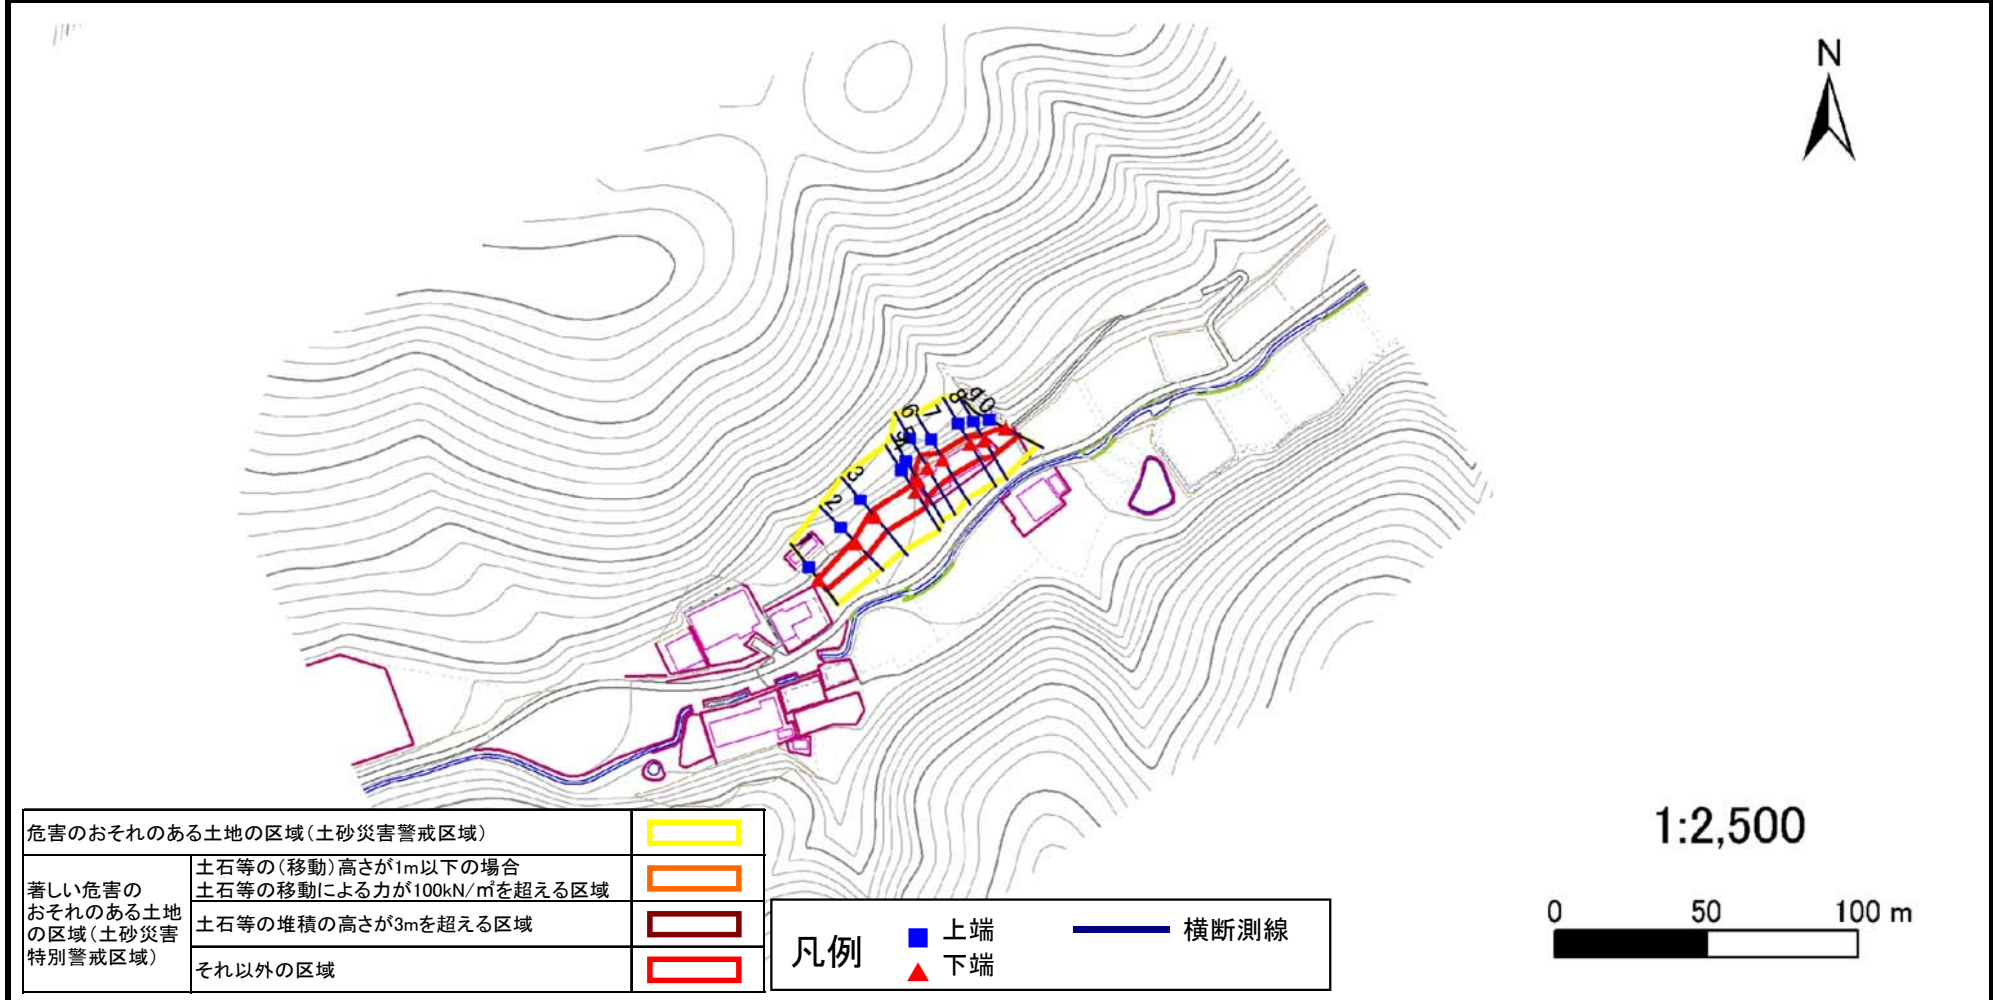 N
6
7
8
9
0
3
2
1:2,500
0 50 100 m
危害のおそれのある土地の区域(土砂災害警戒区域)
著しい危害の
おそれのある土地
の区域(土砂災害
特別警戒区域)
土石等の(移動)高さが1m以下の場合
土石等の移動による力が100kN/㎡を超える区域
土石等の堆積の高さが3mを超える区域
それ以外の区域
凡例
上端
下端
横断測線